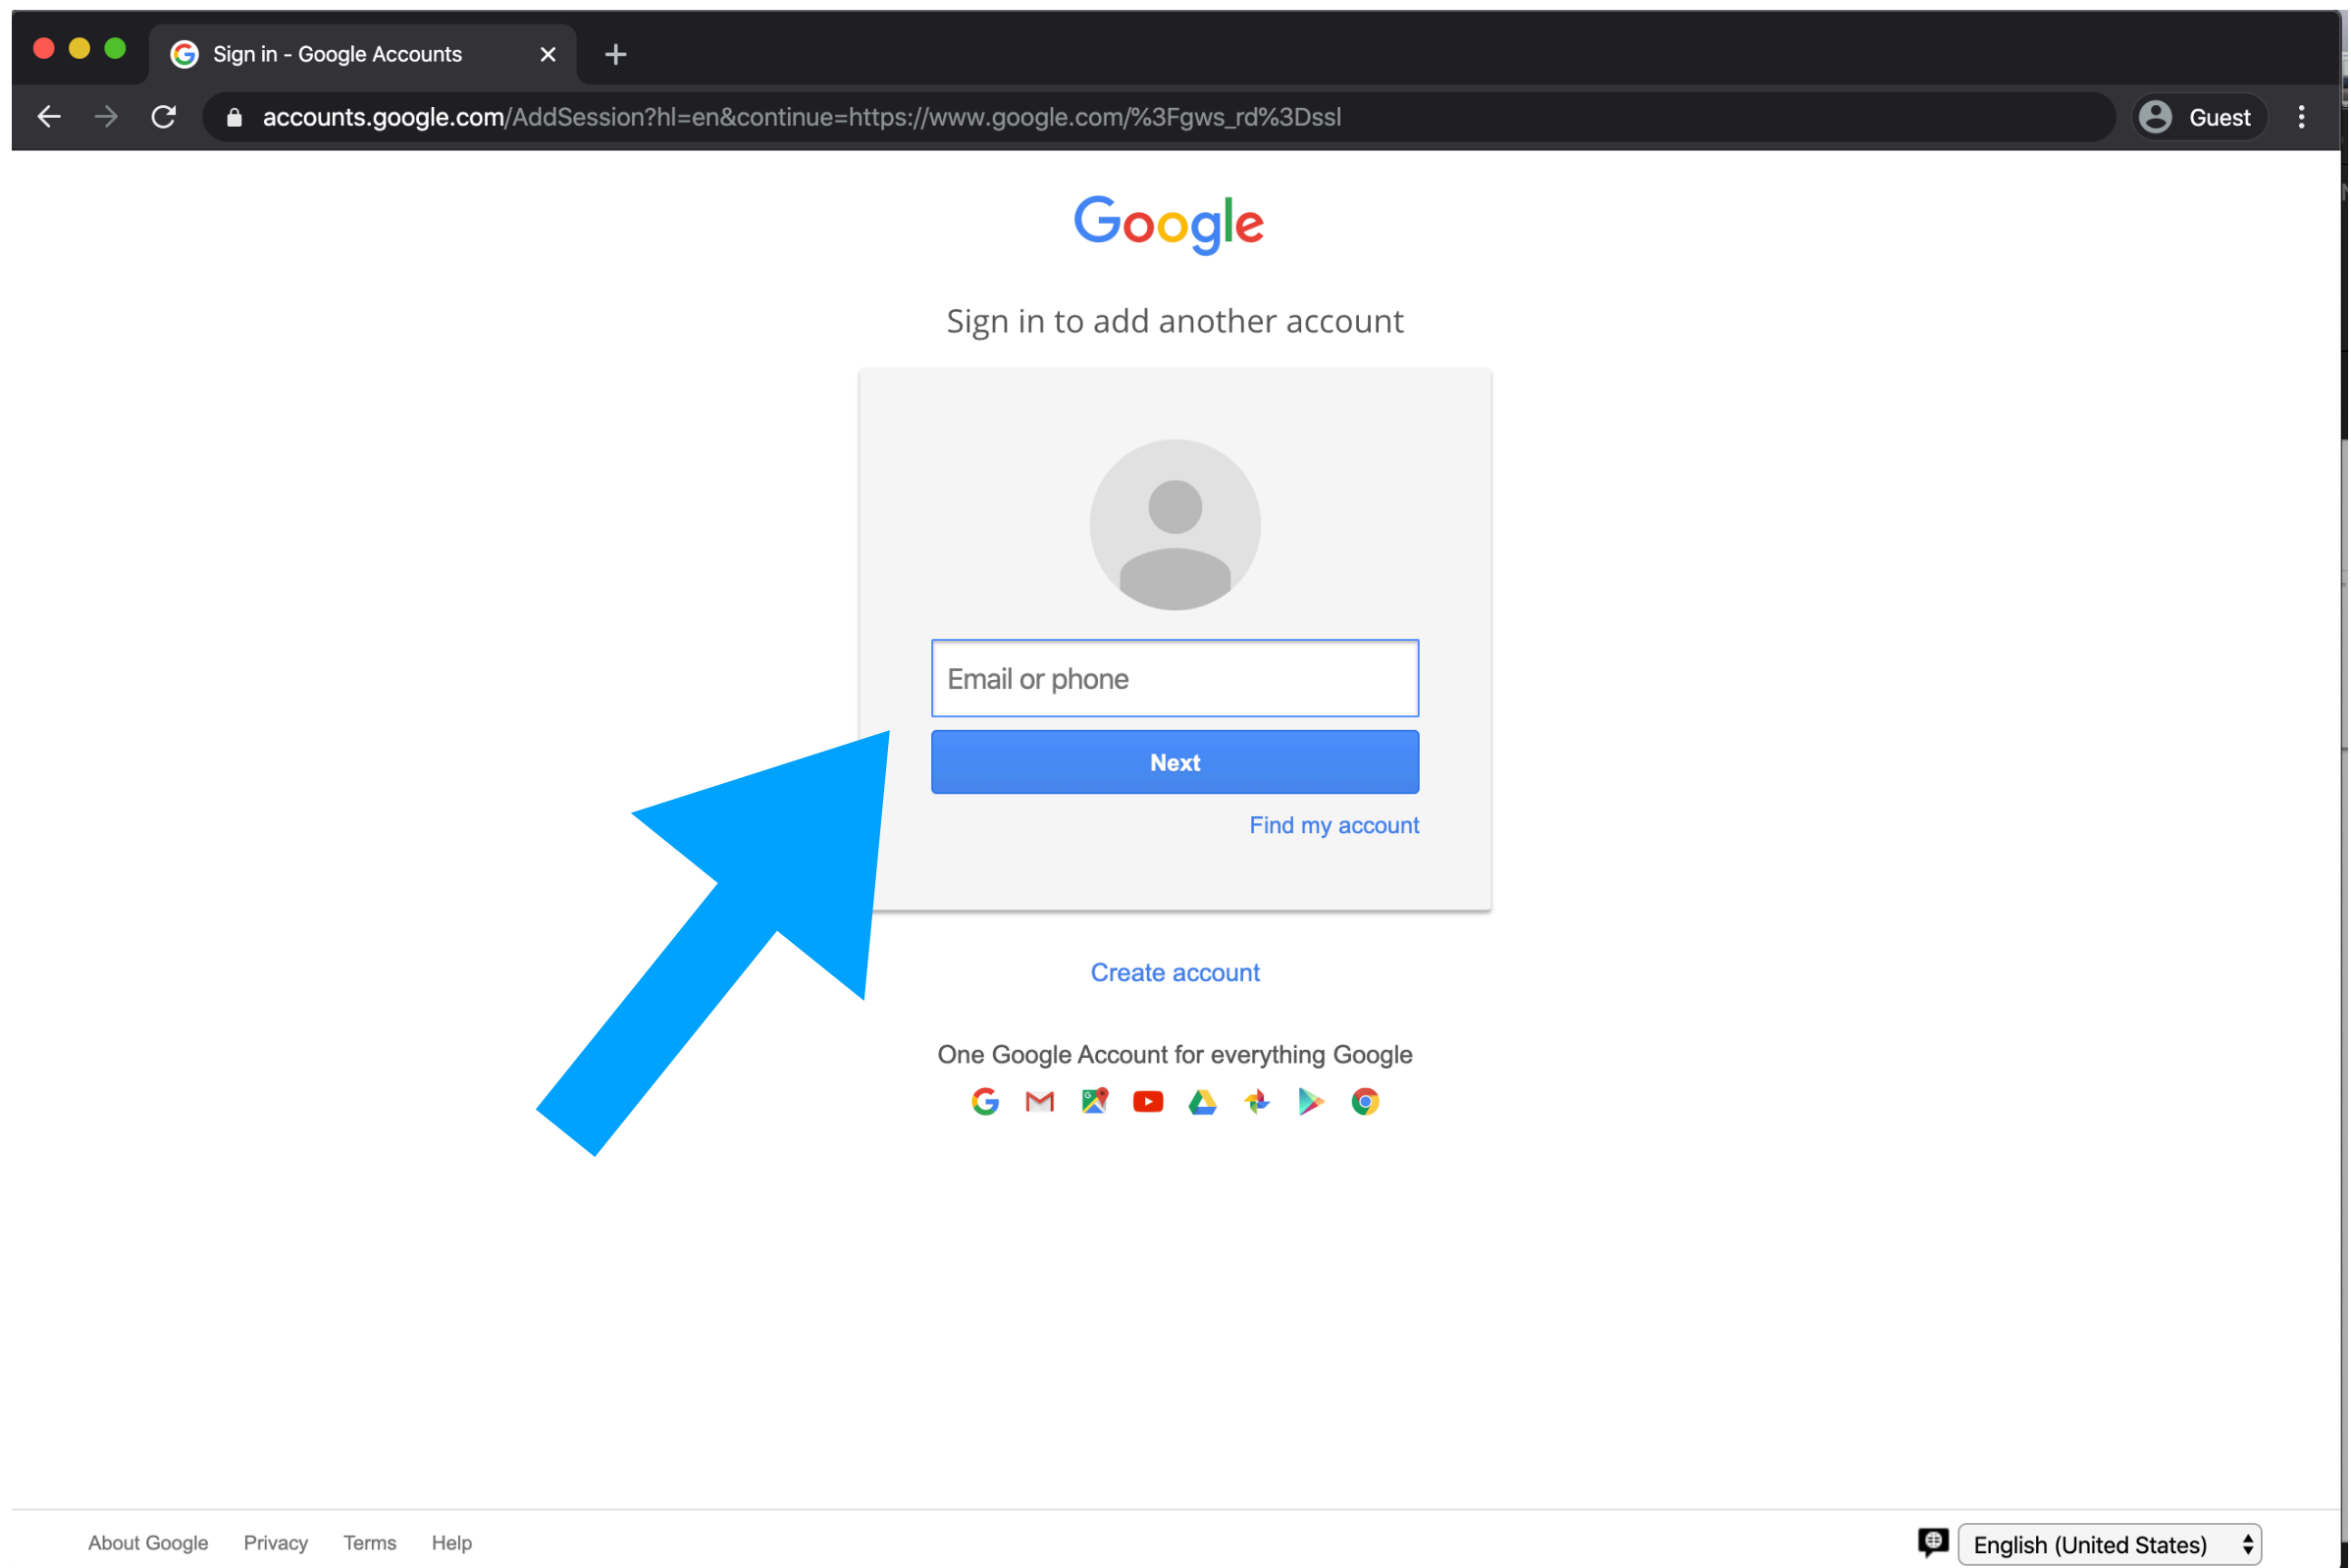 Sign in - Google Accounts
accounts.google.com/AddSession?hl=en&continue=https://www.google.com/%3Fgws_rd%3Dssl
Guest
Google
Sign in to add another account
Email or phone
Next
Find my account
Create account
One Google Account for everything Google
About Google Privacy Terms Help English (United States)